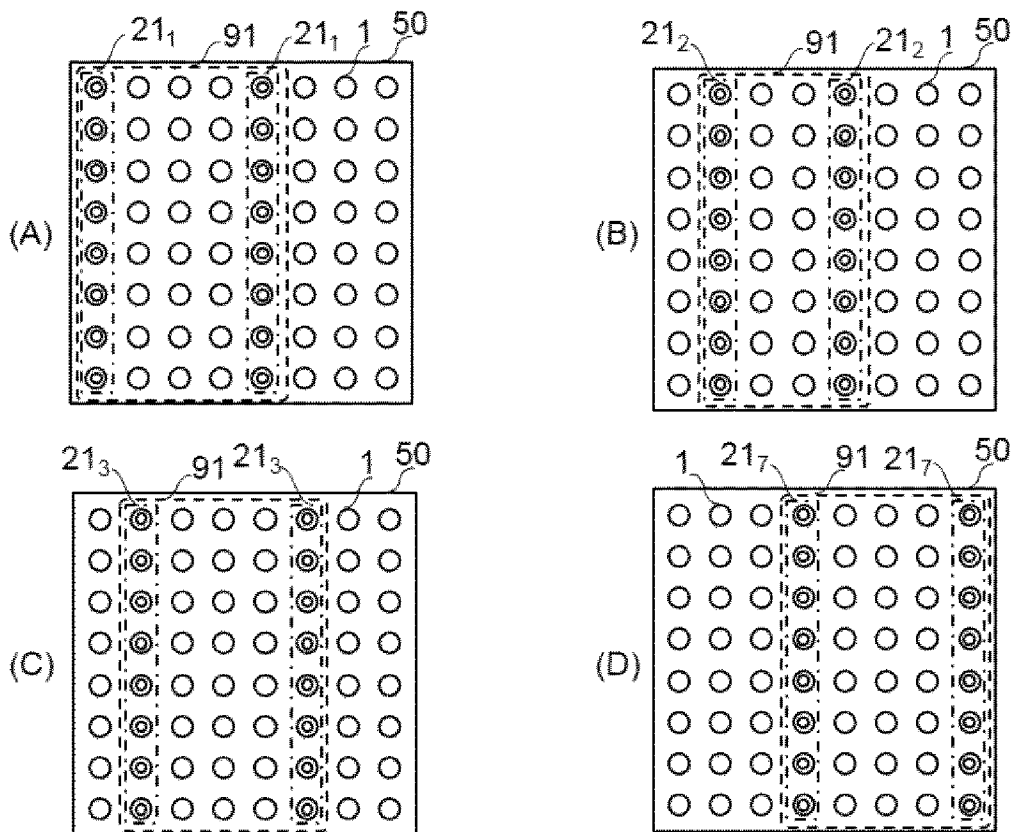 21₁ 91 21₁ 1 50
(A)
21₂ 91 21₂ 1 50
(B)
21₃ 91 21₃ 1 50
(C)
1 21₇ 91 21₇ 50
(D)